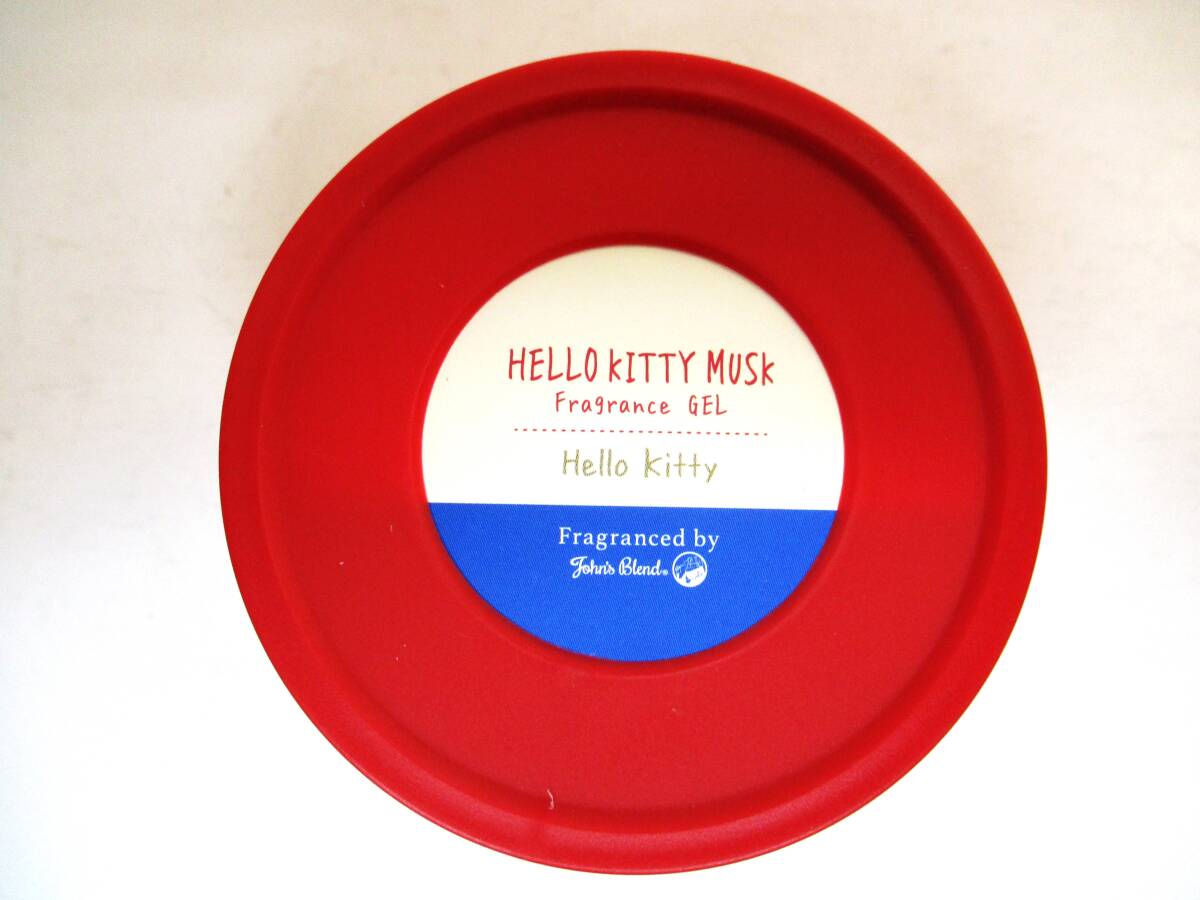 HELLO KITTY MUSK
Fragrance GEL
Hello Kitty
Fragranced by
John's Blend®